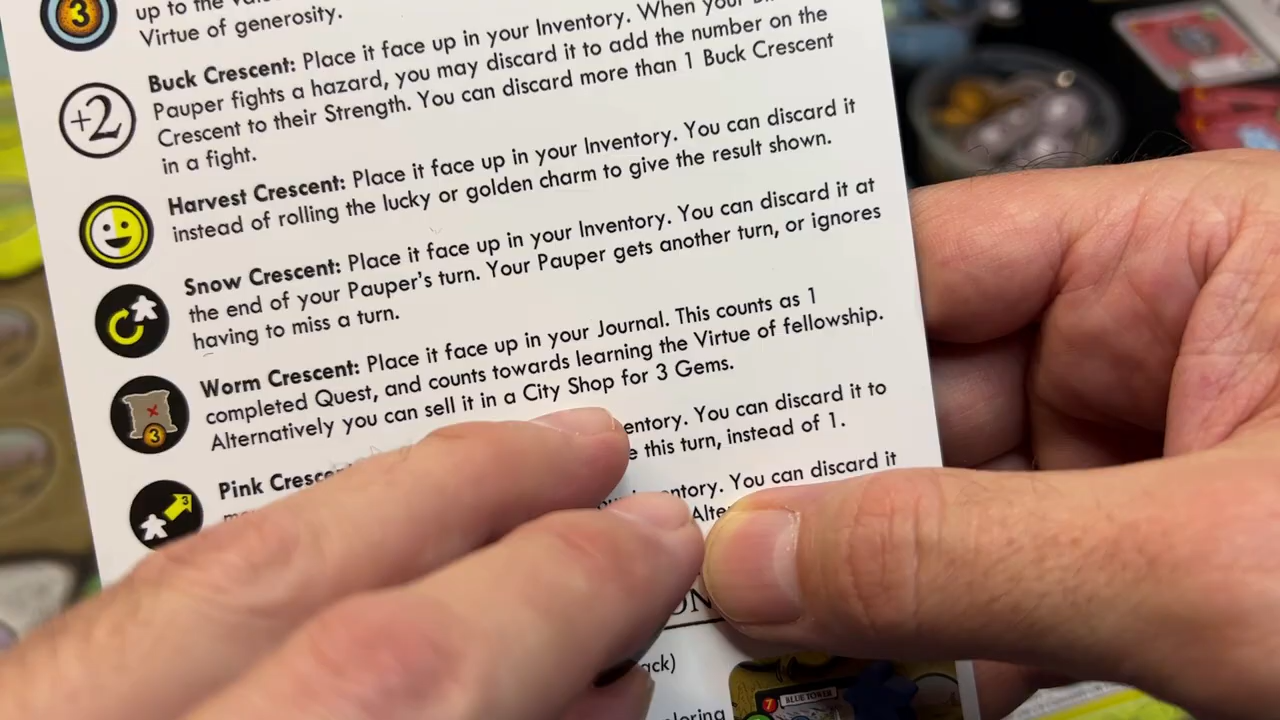 3
up to the
Virtue of generosity.
+2
Buck Crescent: Place it face up in your Inventory. When your
Pauper fights a hazard, you may discard it to add the number on the
Crescent to their Strength. You can discard more than 1 Buck Crescent
in a fight.
Harvest Crescent: Place it face up in your Inventory. You can discard it
instead of rolling the lucky or golden charm to give the result shown.
Snow Crescent: Place it face up in your Inventory. You can discard it at
the end of your Pauper's turn. Your Pauper gets another turn, or ignores
having to miss a turn.
3
Worm Crescent: Place it face up in your Journal. This counts as 1
completed Quest, and counts towards learning the Virtue of fellowship.
Alternatively you can sell it in a City Shop for 3 Gems.
3
Pink You can discard it to
this turn, instead of 1.
You can discard it
7 BLUE TOKEN